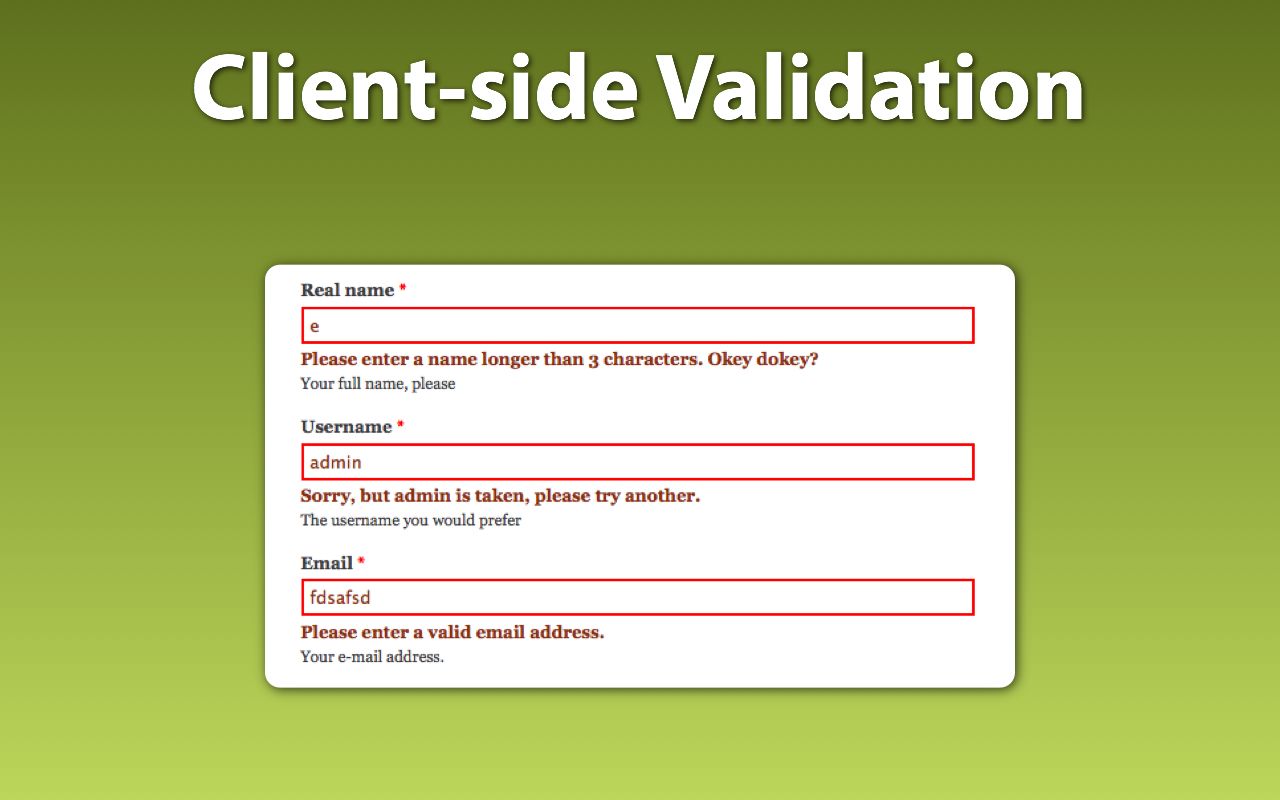 Client-side Validation
Real name *
e
Please enter a name longer than 3 characters. Okey dokey?
Your full name, please
Username *
admin
Sorry, but admin is taken, please try another.
The username you would prefer
Email *
fdsafsd
Please enter a valid email address.
Your e-mail address.